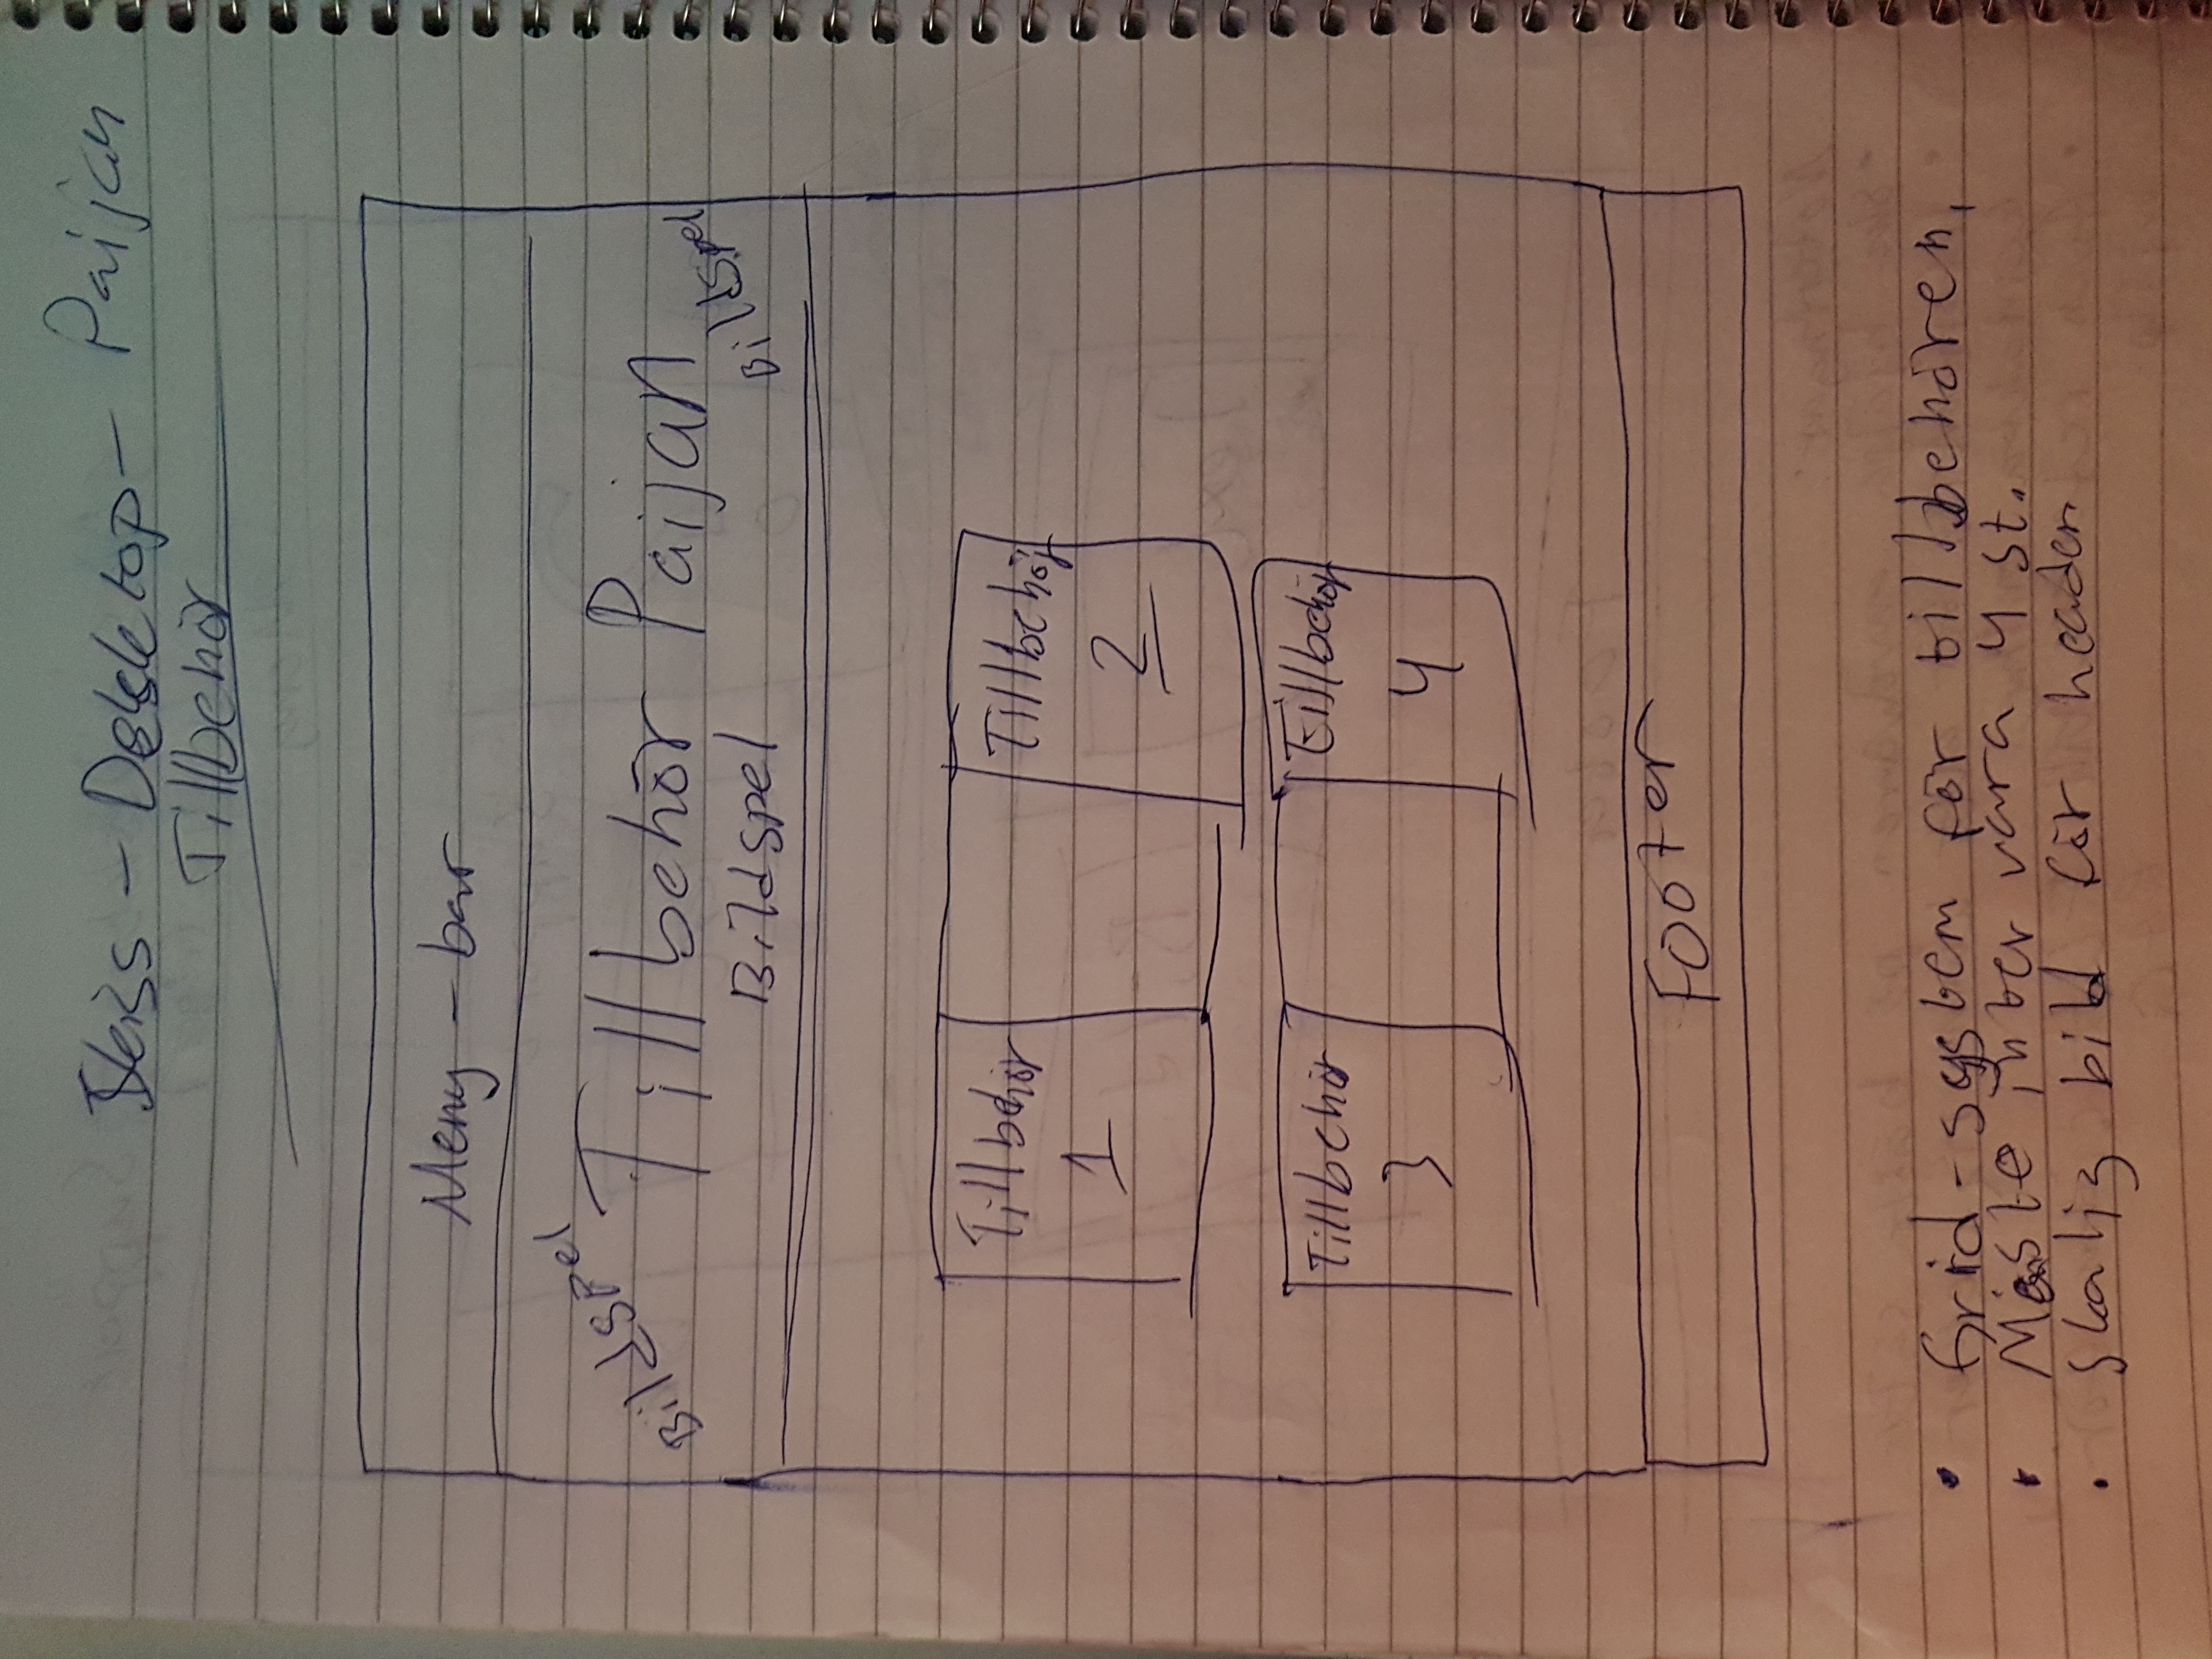 Skiss - Desktop - Paijan
Tillbehör
Meny - bar
Bildspel
Tillbehör Paijan
Bildspel
Bildspel
Tillbehör
1
Tillbehör
2
Tillbehör
3
tillbehör
4
Footer
• Grid-system för tillbehören,
• Måste inter vara 4 st.
• Skalig bild för header